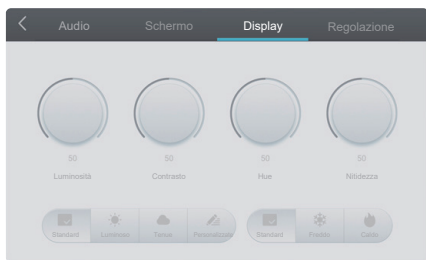 Audio Schermo Display Regolazione
50 50 50 50
Luminosità Contrasto Hue Nitidezza
Standard Luminoso Tenue Personalizzato Standard Freddo Caldo